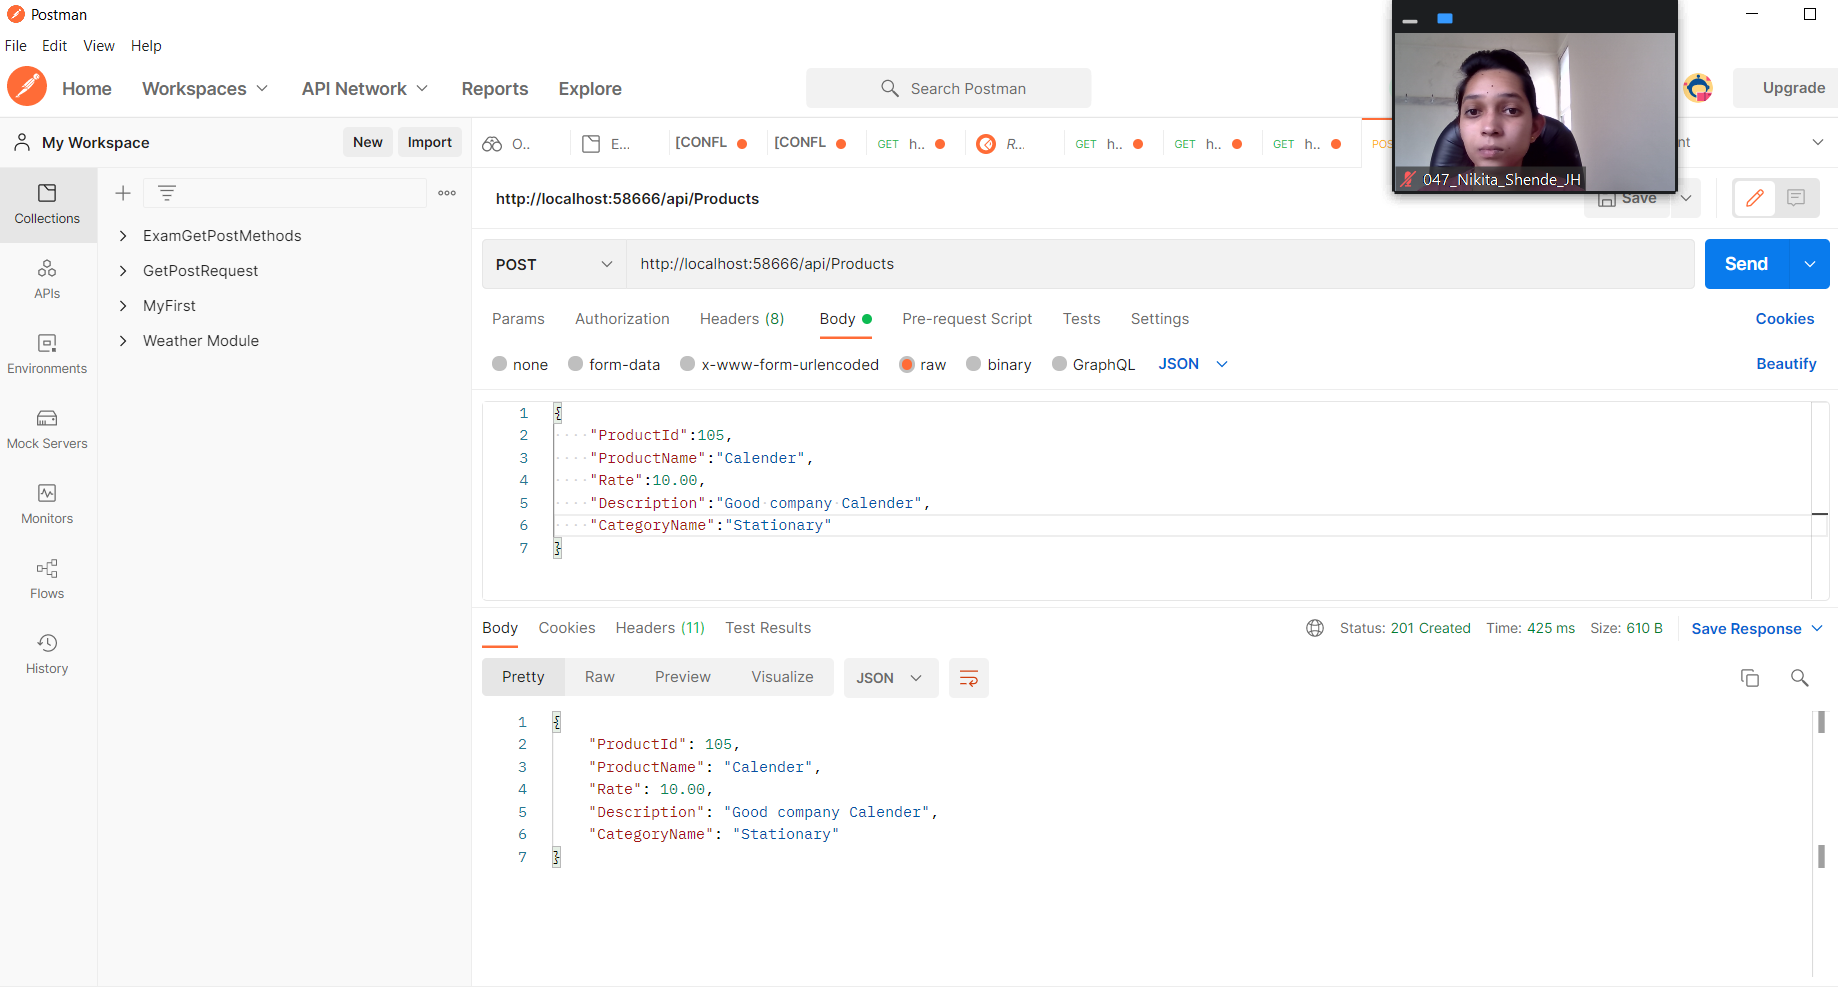 Postman
File Edit View Help
Home Workspaces API Network Reports Explore Search Postman Upgrade
My Workspace New Import
O.. E... [CONFL [CONFL GET h.. R... GET h.. GET h.. GET h.. POS nt
047_Nikita_Shende_JH
http://localhost:58666/api/Products Save
Collections
APIs
Environments
Mock Servers
Monitors
Flows
History
ExamGetPostMethods
GetPostRequest
MyFirst
Weather Module
POST http://localhost:58666/api/Products Send
Params Authorization Headers (8) Body Pre-request Script Tests Settings Cookies
none form-data x-www-form-urlencoded raw binary GraphQL JSON Beautify
1 {
2 "ProductId":105,
3 "ProductName":"Calender",
4 "Rate":10.00,
5 "Description":"Good company Calender",
6 "CategoryName":"Stationary"
7 }
Body Cookies Headers (11) Test Results Status: 201 Created Time: 425 ms Size: 610 B Save Response
Pretty Raw Preview Visualize JSON
1 {
2 "ProductId": 105,
3 "ProductName": "Calender",
4 "Rate": 10.00,
5 "Description": "Good company Calender",
6 "CategoryName": "Stationary"
7 }